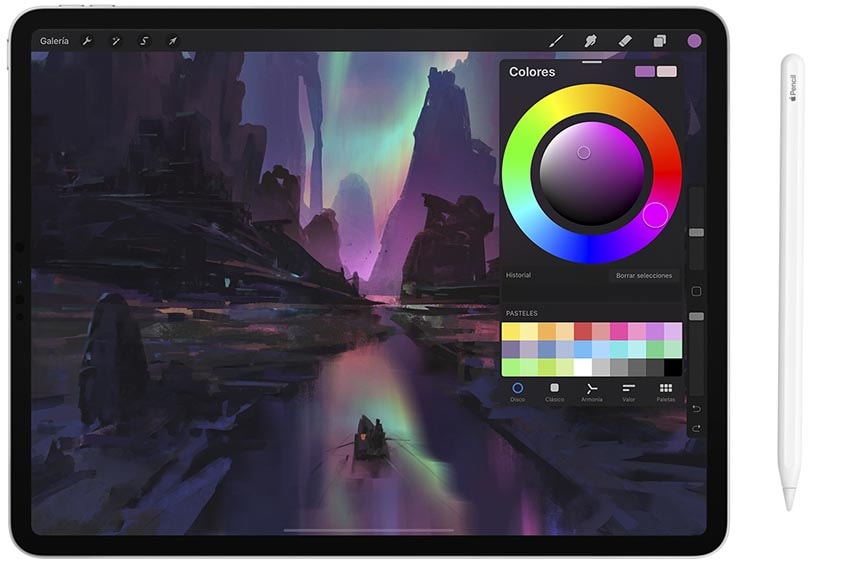 Galería
Colores
Historial
Borrar selecciones
PASTELES
Disco
Clásico
Armonía
Valor
Paletas
Pencil